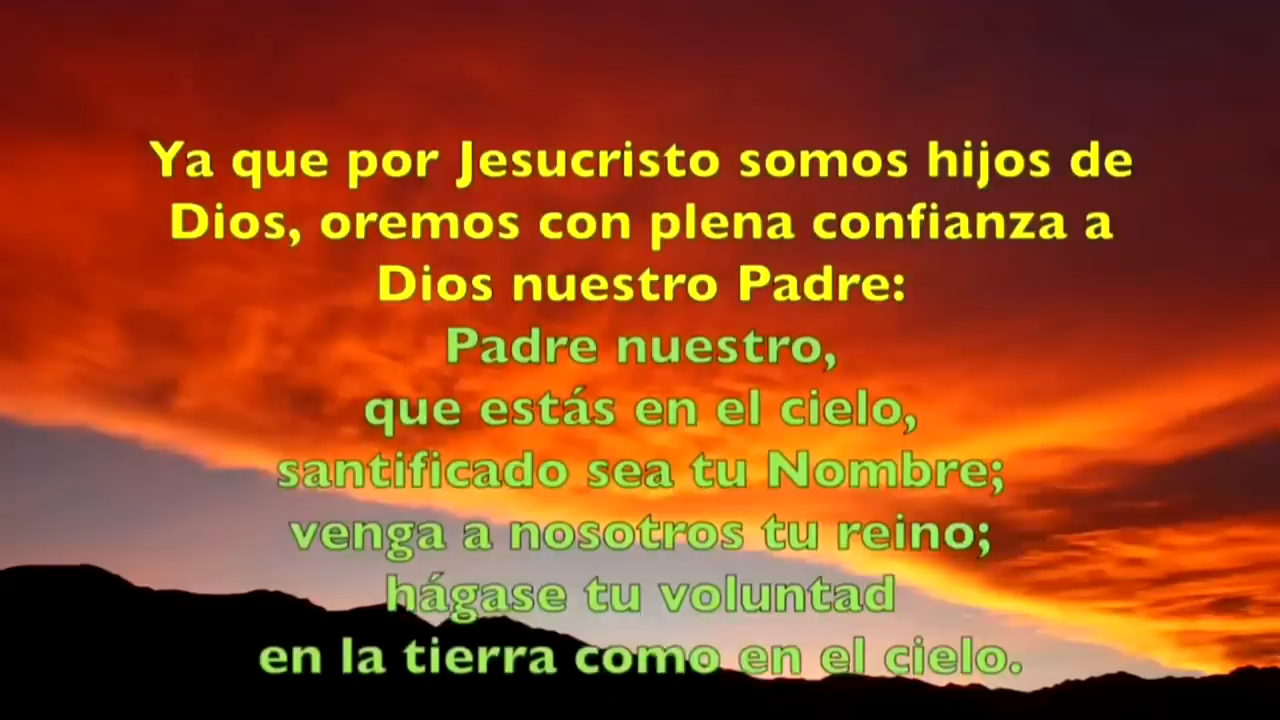 Ya que por Jesucristo somos hijos de
Dios, oremos con plena confianza a
Dios nuestro Padre:
Padre nuestro,
que estás en el cielo,
santificado sea tu Nombre;
venga a nosotros tu reino;
hágase tu voluntad
en la tierra como en el cielo.